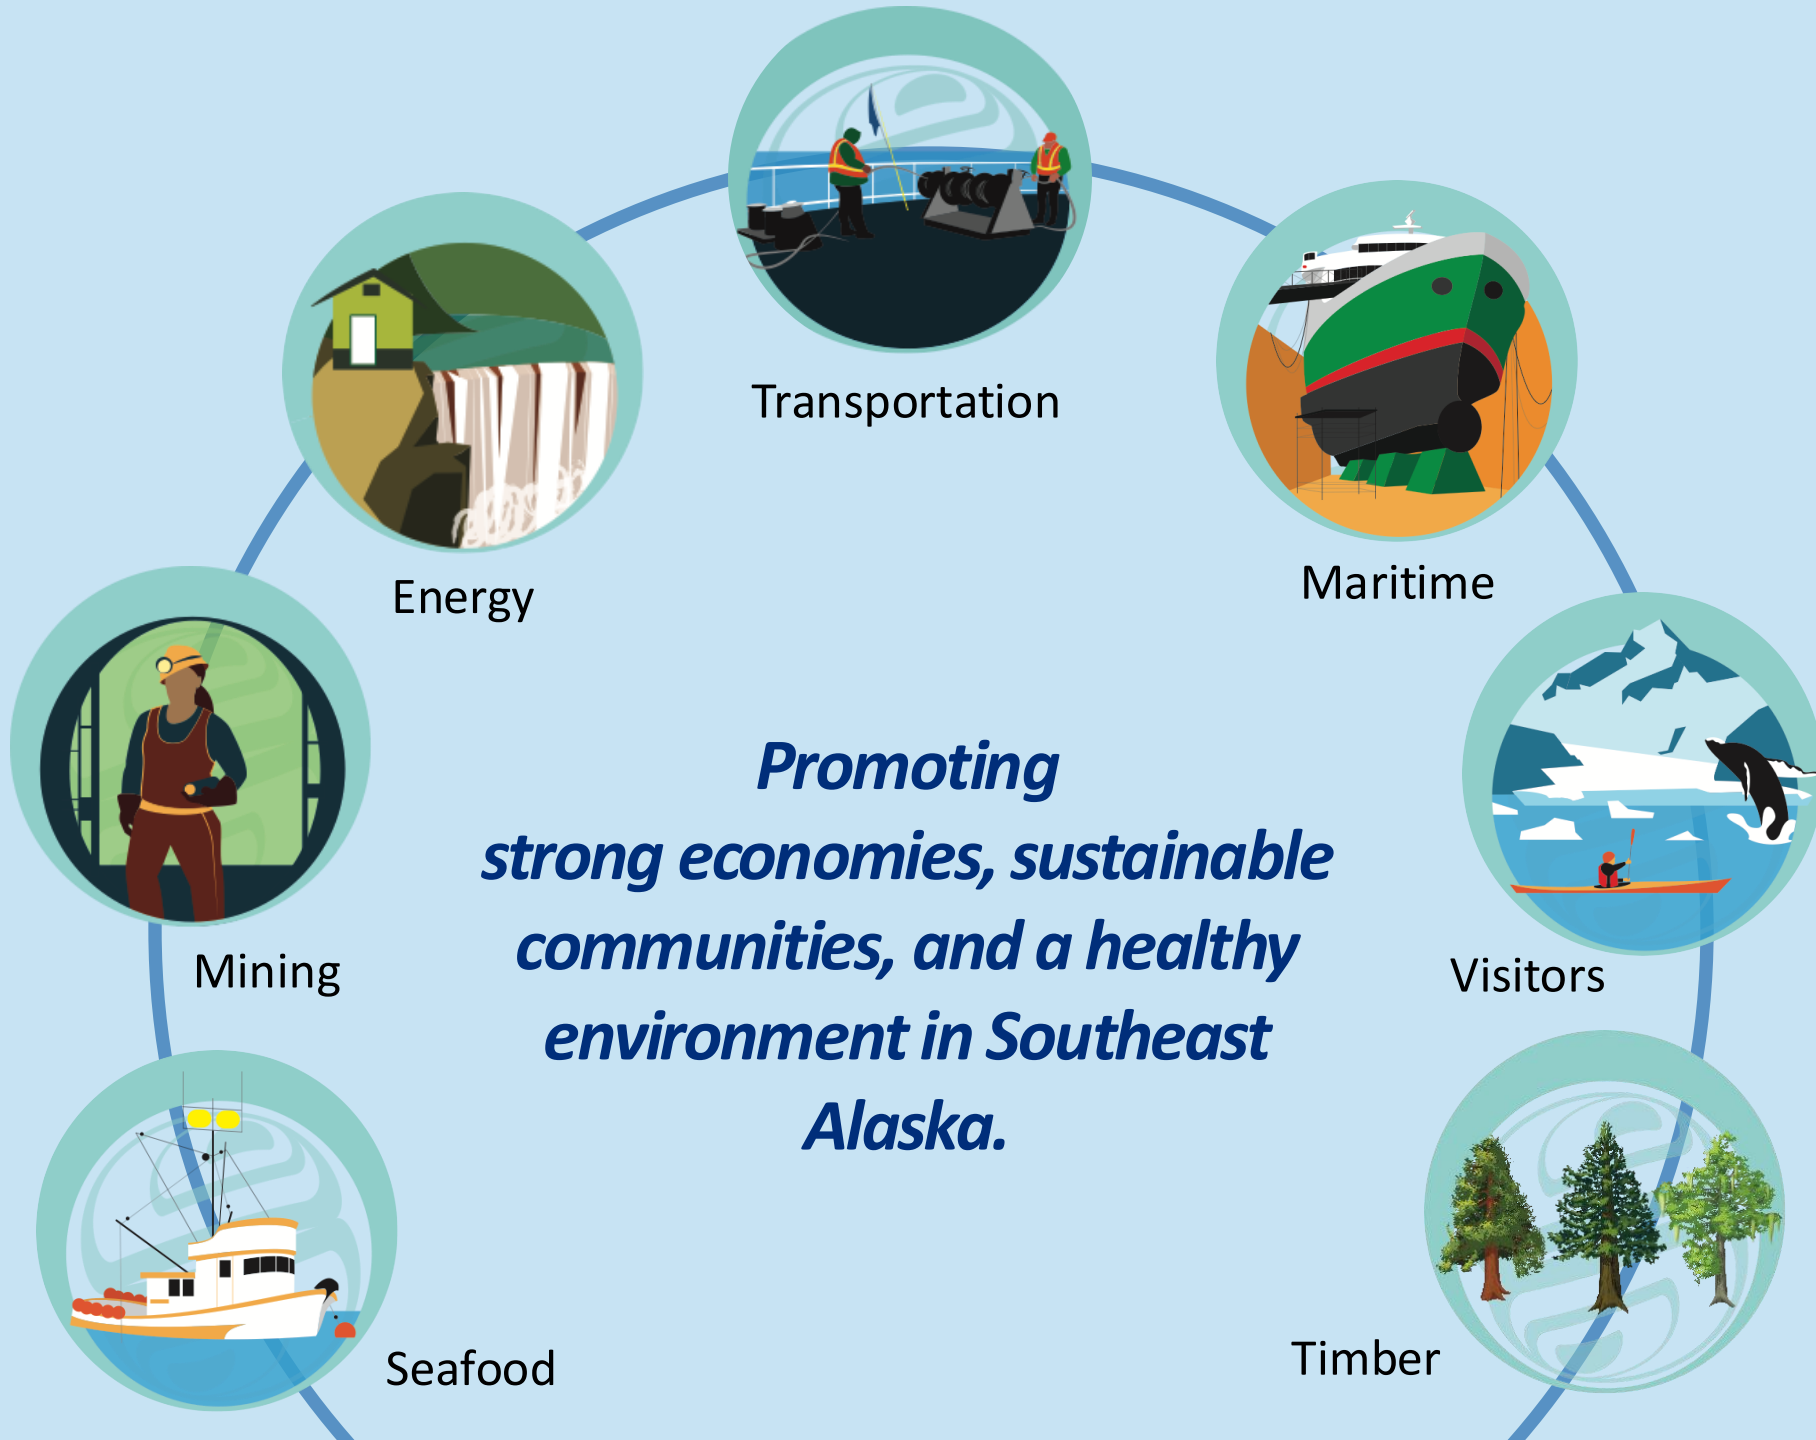 Transportation
Maritime
Energy
Promoting
strong economies, sustainable
communities, and a healthy
environment in Southeast
Alaska.
Mining
Visitors
Seafood
Timber